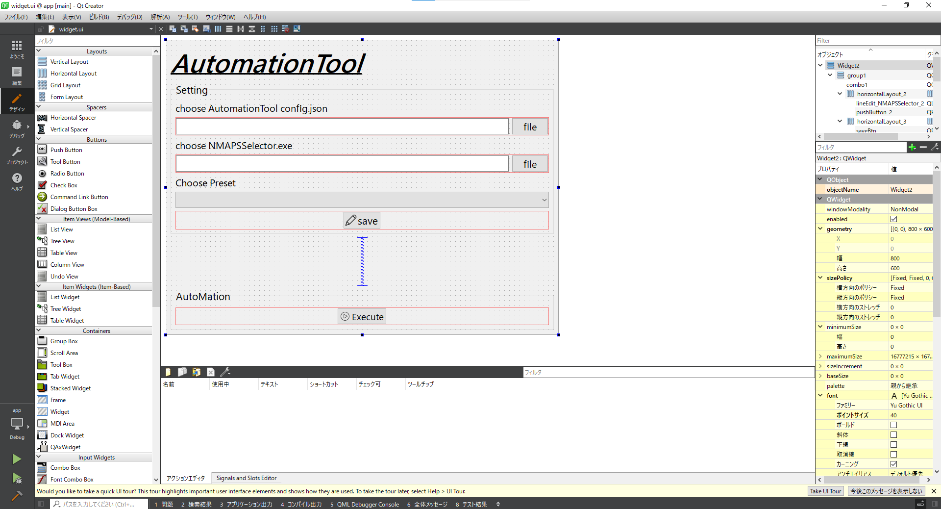 widget.ui @ app [main] - Qt Creator
ファイル(F) 編集(E) 表示(V) ビルド(B) デバッグ(D) 解析(A) ツール(T) ウィンドウ(W) ヘルプ(H)
widget.ui
フィルタ
Layouts
Vertical Layout
Horizontal Layout
Grid Layout
Form Layout
Spacers
Horizontal Spacer
Vertical Spacer
Buttons
Push Button
Tool Button
Radio Button
Check Box
Command Link Button
Dialog Button Box
Item Views (Model-Based)
List View
Tree View
Table View
Column View
Undo View
Item Widgets (Item-Based)
List Widget
Tree Widget
Table Widget
Containers
Group Box
Scroll Area
Tool Box
Tab Widget
Stacked Widget
Frame
Widget
MDI Area
Dock Widget
QAxWidget
Input Widgets
Combo Box
Font Combo Box
ようこそ
編集
デザイン
デバッグ
プロジェクト
ヘルプ
app
Debug
AutomationTool
Setting
choose AutomationTool config.json
file
choose NMAPSSelector.exe
file
Choose Preset
save
AutoMation
Execute
フィルタ
名前 使用中 テキスト ショートカット チェック可 ツールチップ
アクションエディタ Signals and Slots Editor
Filter
オブジェクト
Widget2
group1
combo1
horizontalLayout_2
lineEdit_NMAPSSelector_2
pushButton_2
horizontalLayout_3
saveBtn
フィルタ
Widget2 : QWidget
プロパティ 値
QObject
objectName Widget2
QWidget
windowModality NonModal
enabled
geometry [(0, 0), 800 × 600
X 0
Y 0
幅 800
高さ 600
sizePolicy [Fixed, Fixed, 0,
横方向のポリシー Fixed
縦方向のポリシー Fixed
横方向のストレッチ 0
縦方向のストレッチ 0
minimumSize 0 × 0
幅 0
高さ 0
maximumSize 16777215 × 167
sizeIncrement 0 × 0
baseSize 0 × 0
palette 親から継承
font A [Yu Gothic
ファミリー Yu Gothic UI
ポイントサイズ 40
ボールド
斜体
下線
取消線
カーニング
アンチエイリアス
Would you like to take a quick UI tour? This tour highlights important user interface elements and shows how they are used. To take the tour later, select Help > UI Tour.
Take UI Tour 今後このメッセージを表示しない
パスを入力してください (Ctrl+...
1 問題 2 検索結果 3 アプリケーション出力 4 コンパイル出力 5 QML Debugger Console 6 全体メッセージ 8 テスト結果